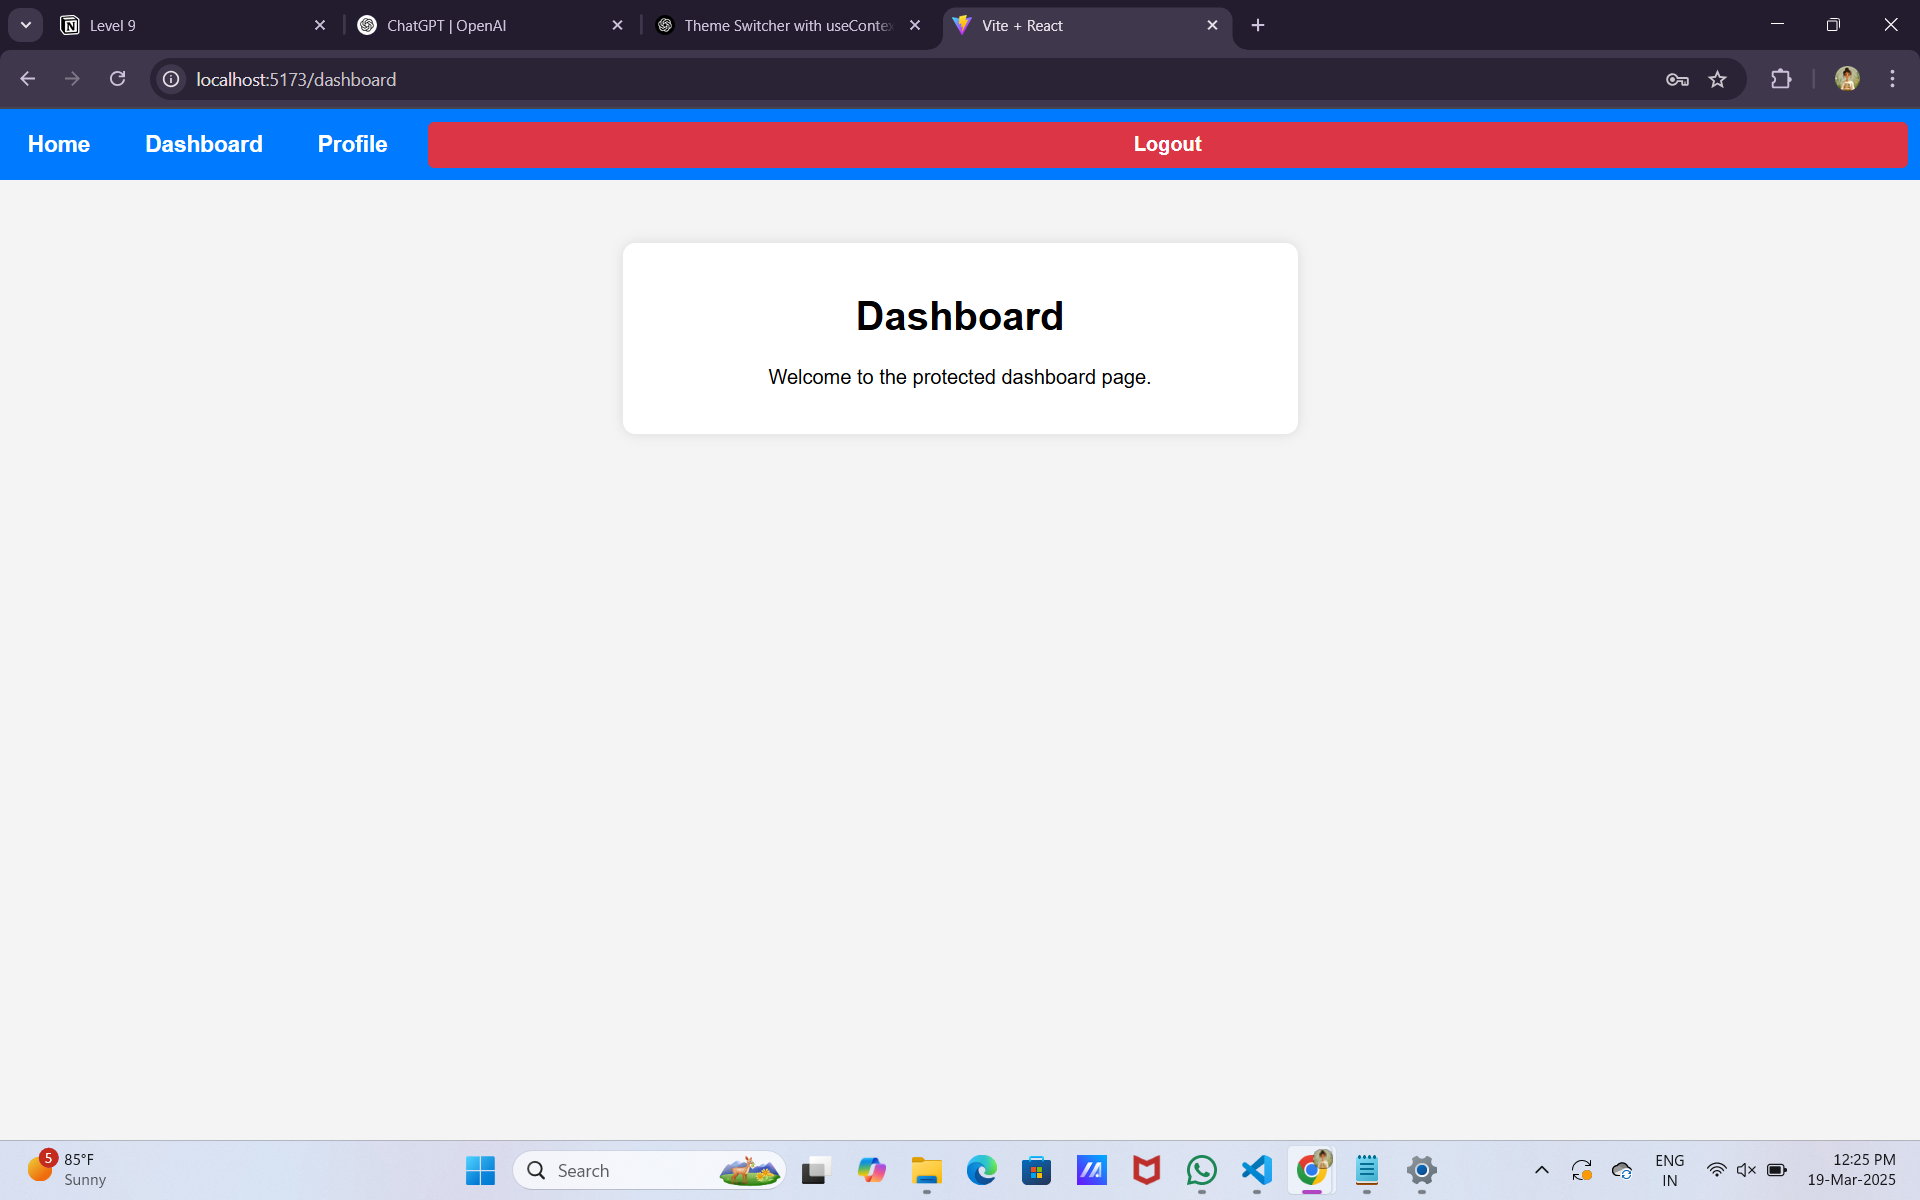 Level 9
ChatGPT | OpenAI
Theme Switcher with useContex
Vite + React
localhost:5173/dashboard
Home Dashboard Profile Logout
Dashboard
Welcome to the protected dashboard page.
5
85°F
Sunny
Search
ENG
IN
12:25 PM
19-Mar-2025